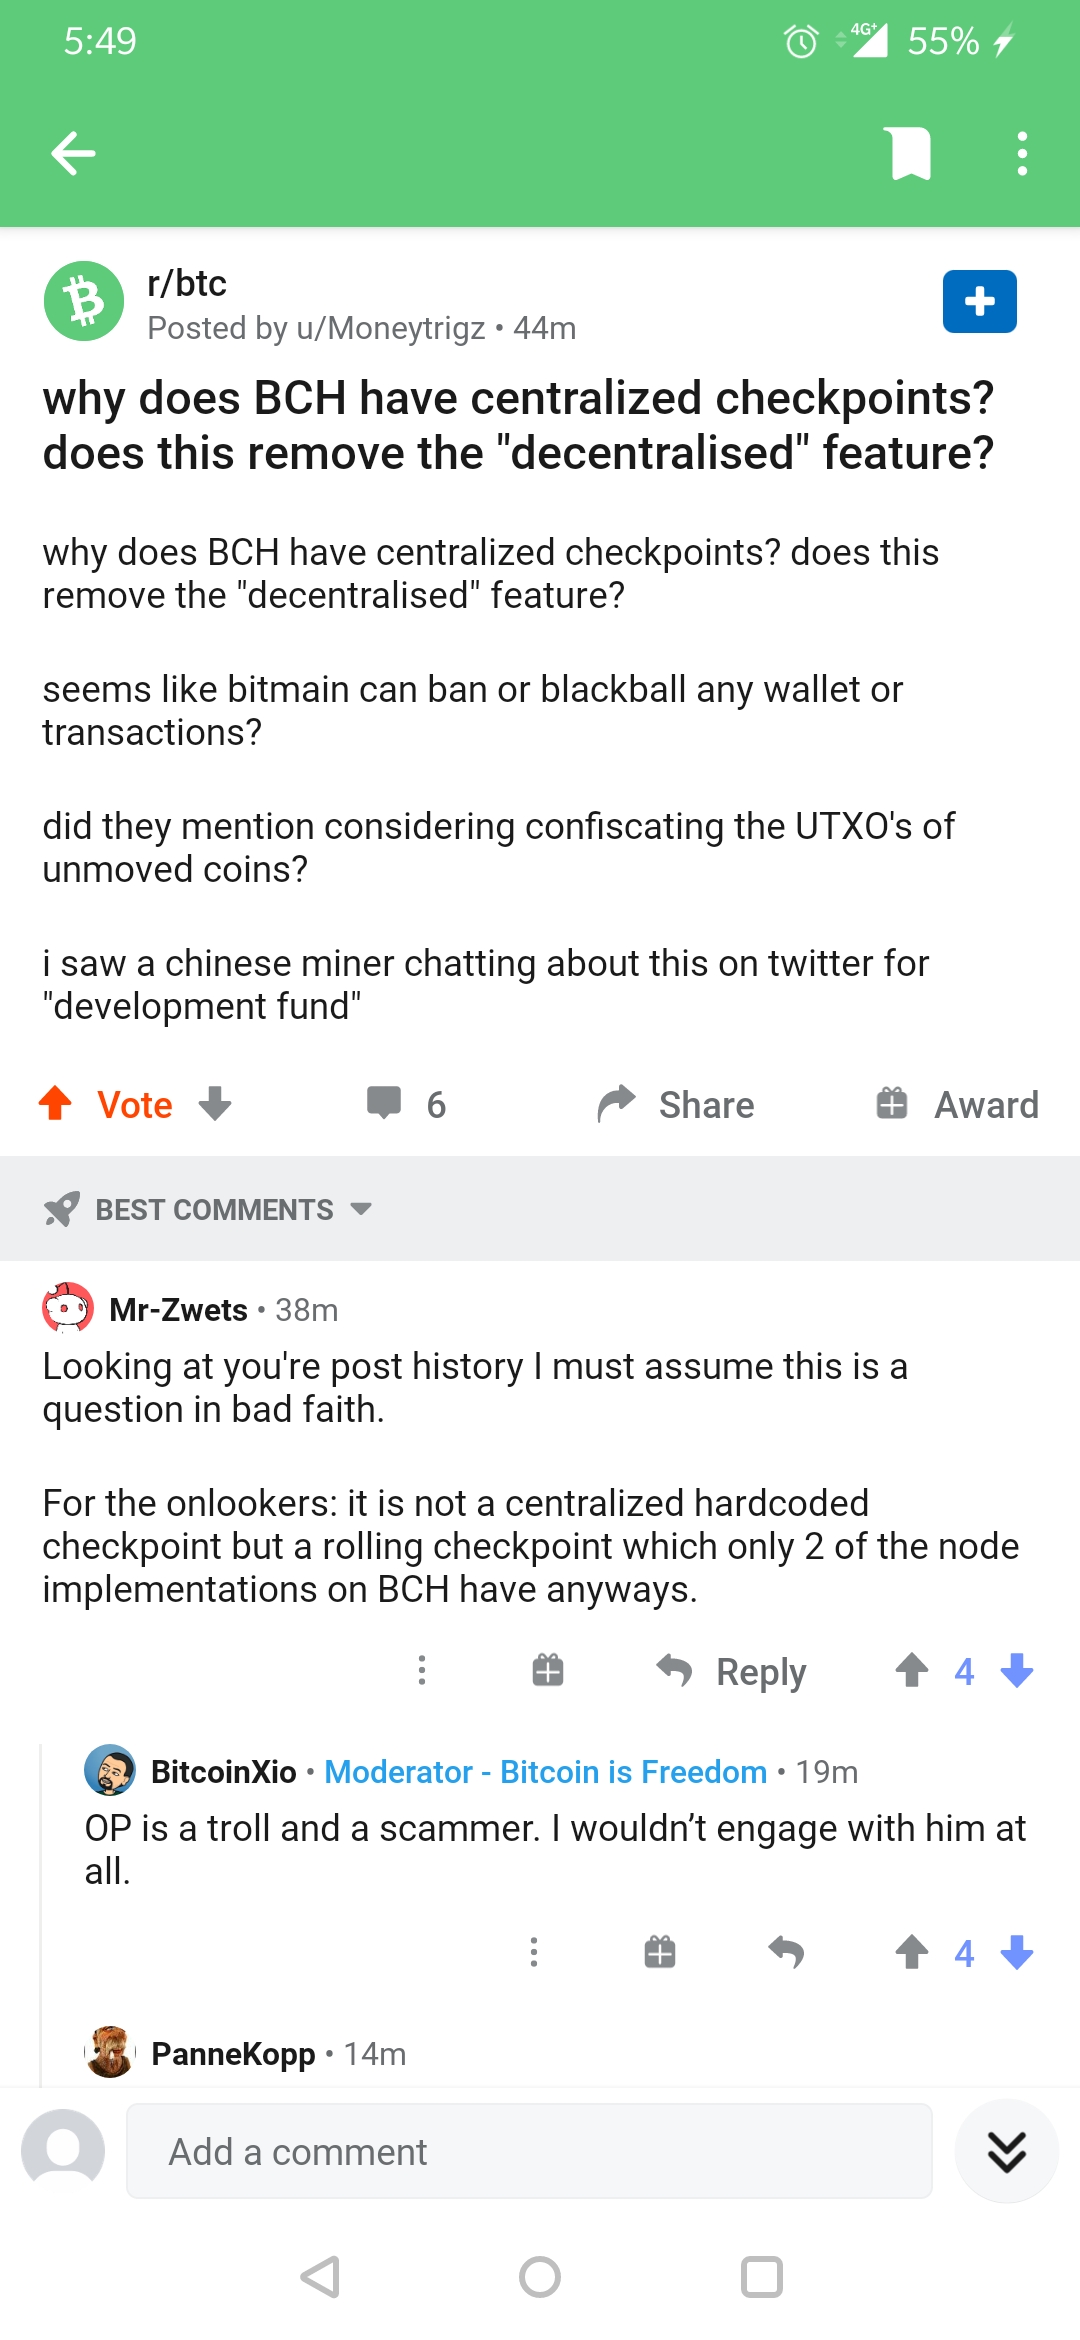 5:49
4G+ 55%
r/btc
Posted by u/Moneytrigz • 44m
why does BCH have centralized checkpoints?
does this remove the "decentralised" feature?
why does BCH have centralized checkpoints? does this
remove the "decentralised" feature?
seems like bitmain can ban or blackball any wallet or
transactions?
did they mention considering confiscating the UTXO's of
unmoved coins?
i saw a chinese miner chatting about this on twitter for
"development fund"
Vote 6 Share Award
BEST COMMENTS
Mr-Zwets • 38m
Looking at you're post history I must assume this is a
question in bad faith.
For the onlookers: it is not a centralized hardcoded
checkpoint but a rolling checkpoint which only 2 of the node
implementations on BCH have anyways.
Reply 4
BitcoinXio • Moderator - Bitcoin is Freedom • 19m
OP is a troll and a scammer. I wouldn’t engage with him at
all.
4
PanneKopp • 14m
Add a comment